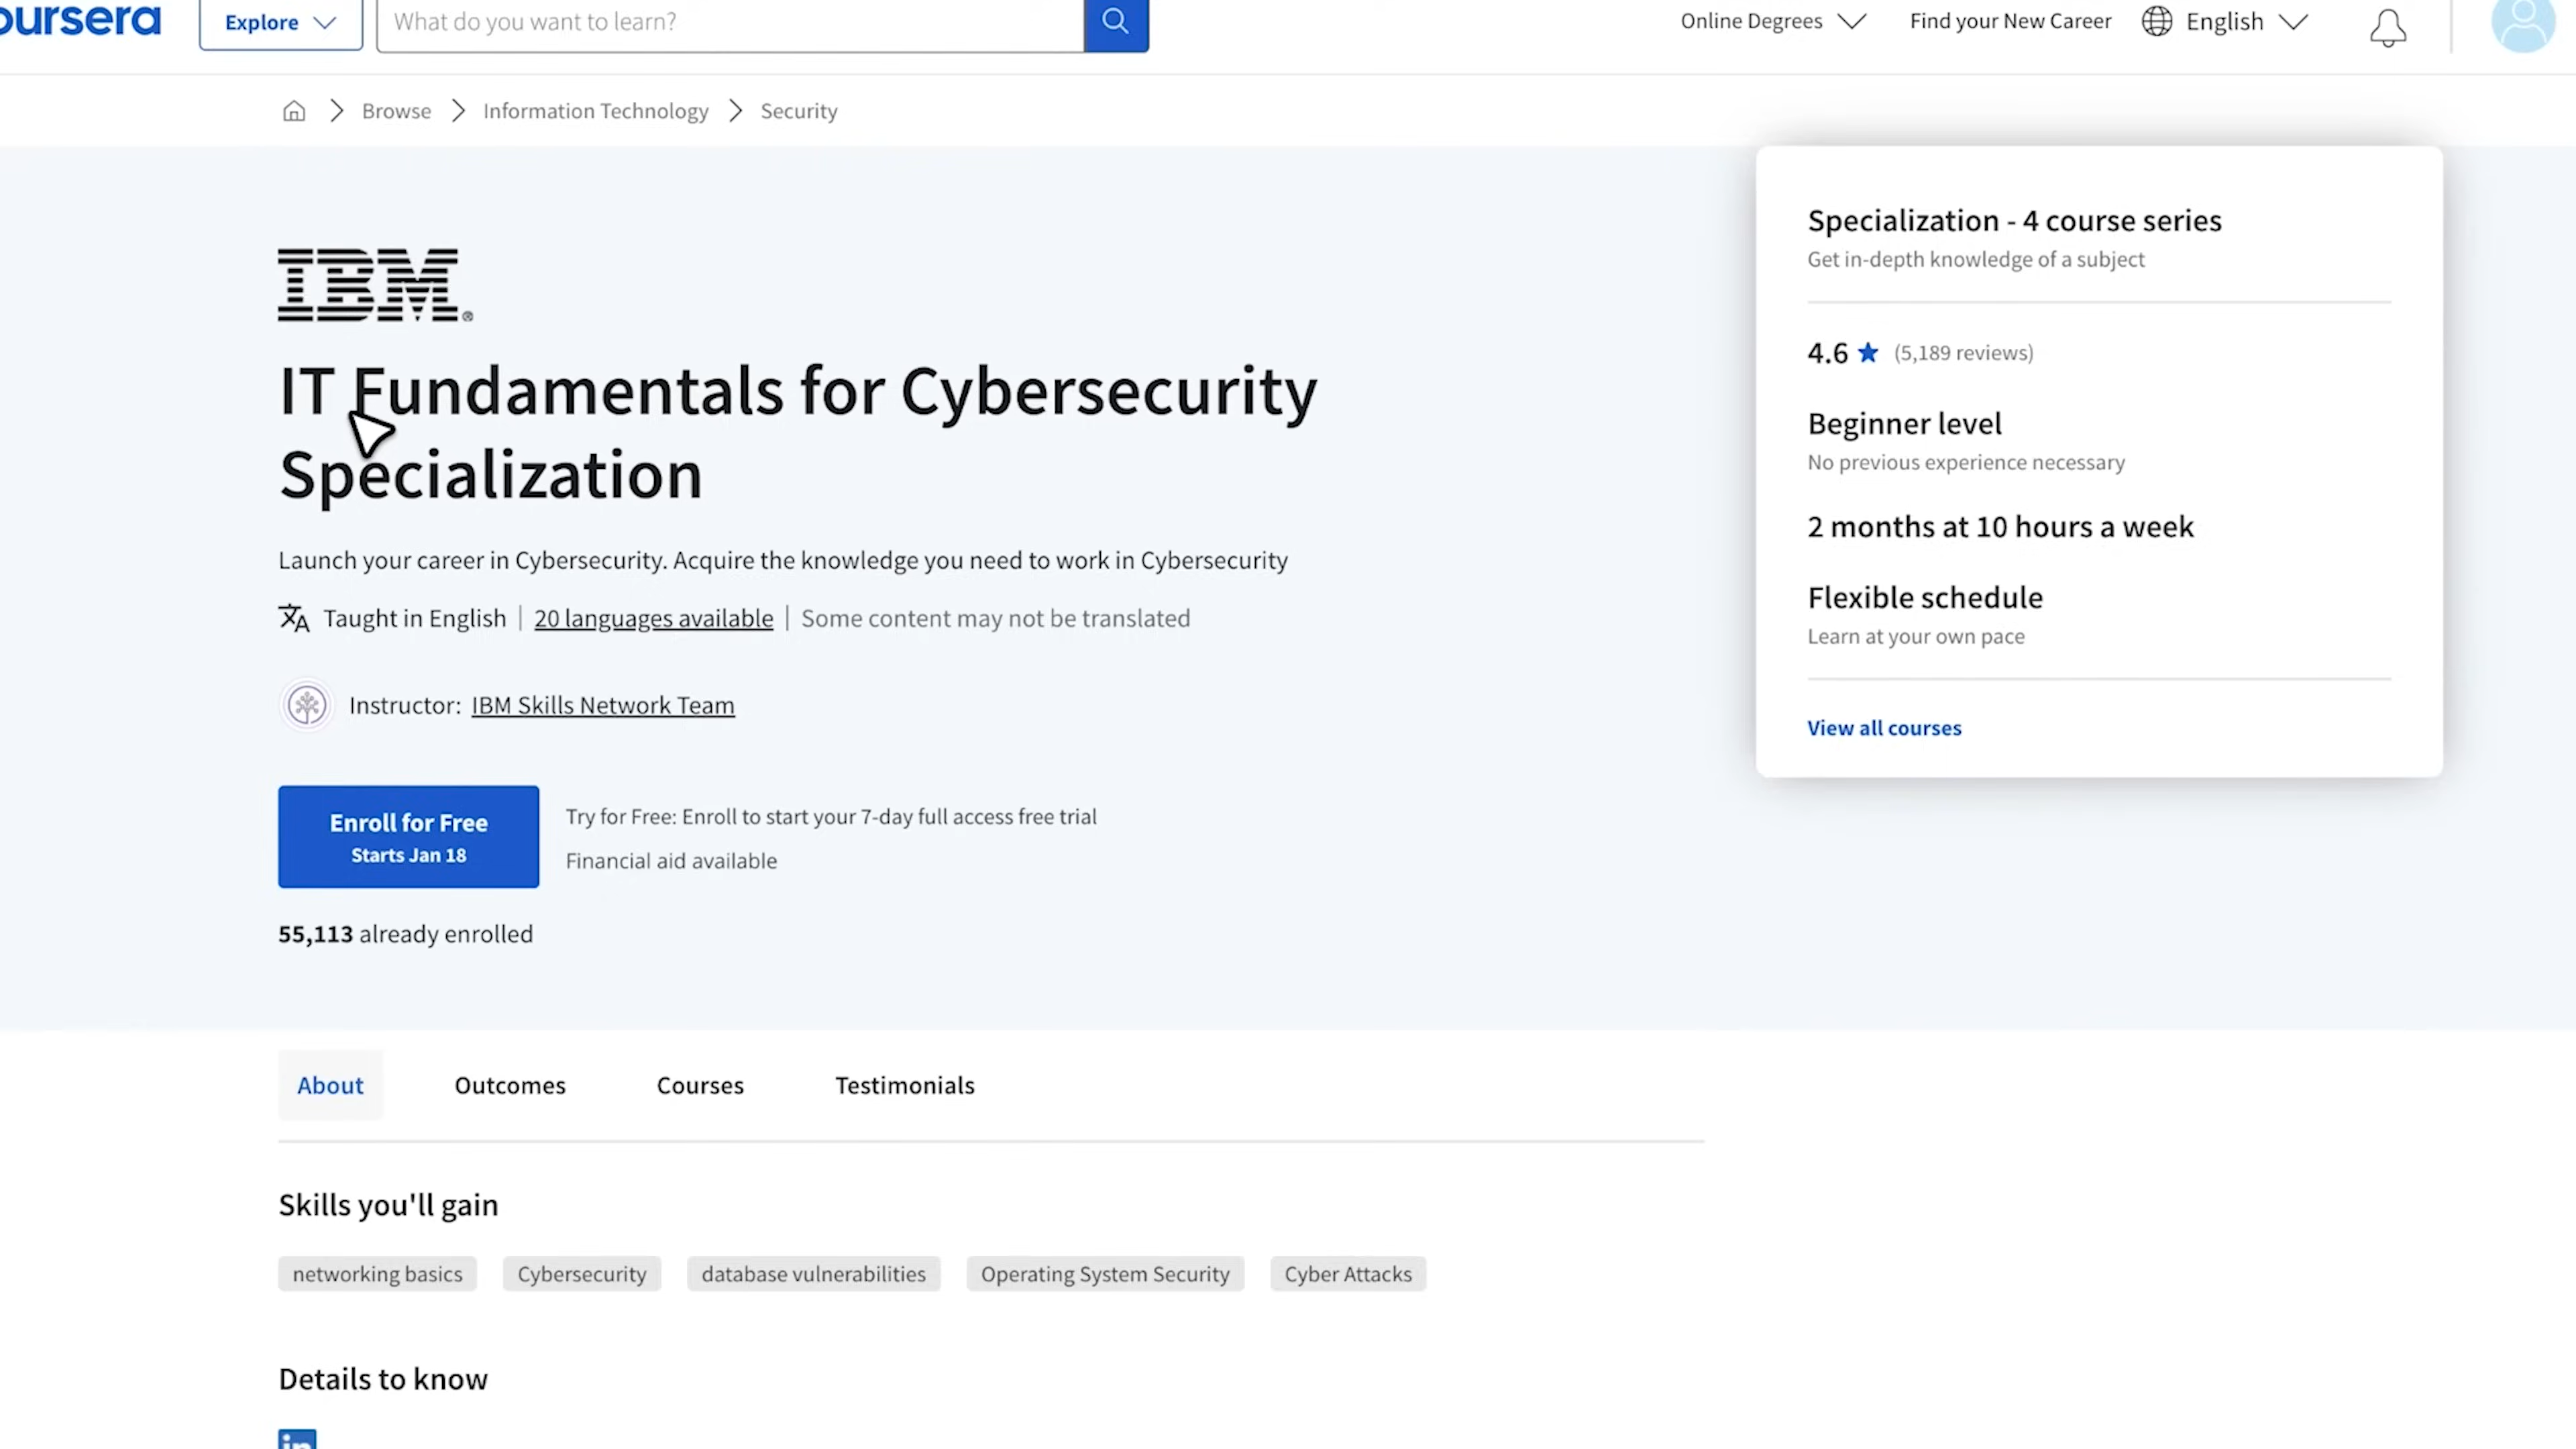 oursera
Explore
What do you want to learn?
Online Degrees
Find your New Career
English
Browse
Information Technology
Security
IBM®
IT Fundamentals for Cybersecurity
Specialization
Launch your career in Cybersecurity. Acquire the knowledge you need to work in Cybersecurity
Taught in English | 20 languages available | Some content may not be translated
Instructor: IBM Skills Network Team
Enroll for Free
Starts Jan 18
Try for Free: Enroll to start your 7-day full access free trial
Financial aid available
55,113 already enrolled
Specialization - 4 course series
Get in-depth knowledge of a subject
4.6 ★ (5,189 reviews)
Beginner level
No previous experience necessary
2 months at 10 hours a week
Flexible schedule
Learn at your own pace
View all courses
About
Outcomes
Courses
Testimonials
Skills you'll gain
networking basics
Cybersecurity
database vulnerabilities
Operating System Security
Cyber Attacks
Details to know
in